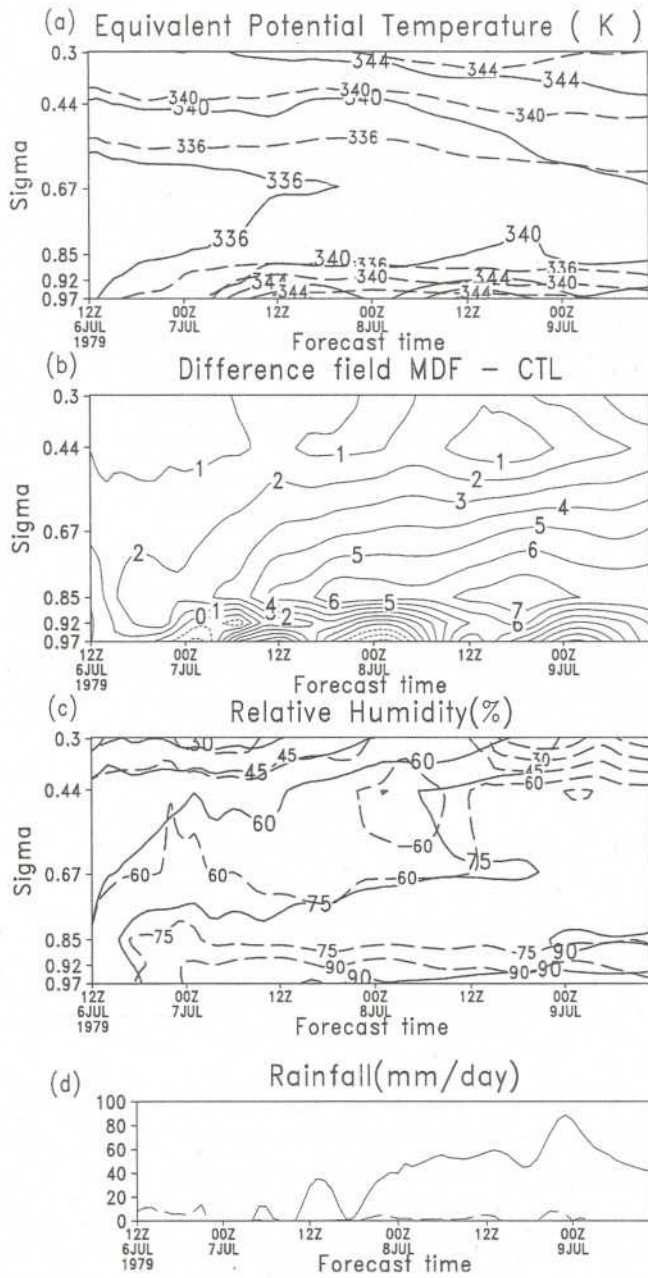 (a) Equivalent Potential Temperature ( K )
0.3
0.44
0.67
0.85
0.92
0.97
Sigma
344
344
344
340
340
340
340
336
336
336
336
340
340
340
336
336
340
340
344
344
344
344
12Z
6JUL
1979
00Z
7JUL
12Z
00Z
8JUL
12Z
00Z
9JUL
Forecast time
(b) Difference field MDF - CTL
0.3
0.44
0.67
0.85
0.92
0.97
Sigma
1
1
1
2
2
2
3
4
5
5
6
0
1
4
3
2
6
5
7
6
12Z
6JUL
1979
00Z
7JUL
12Z
00Z
8JUL
12Z
00Z
9JUL
Forecast time
(c) Relative Humidity(%)
0.3
0.44
0.67
0.85
0.92
0.97
Sigma
30
45
45
60
30
45
60
60
60
60
60
75
75
75
75
75
90
90
90
90
90
12Z
6JUL
1979
00Z
7JUL
12Z
00Z
8JUL
12Z
00Z
9JUL
Forecast time
(d) Rainfall(mm/day)
100
80
60
40
20
0
12Z
6JUL
1979
00Z
7JUL
12Z
00Z
8JUL
12Z
00Z
9JUL
Forecast time